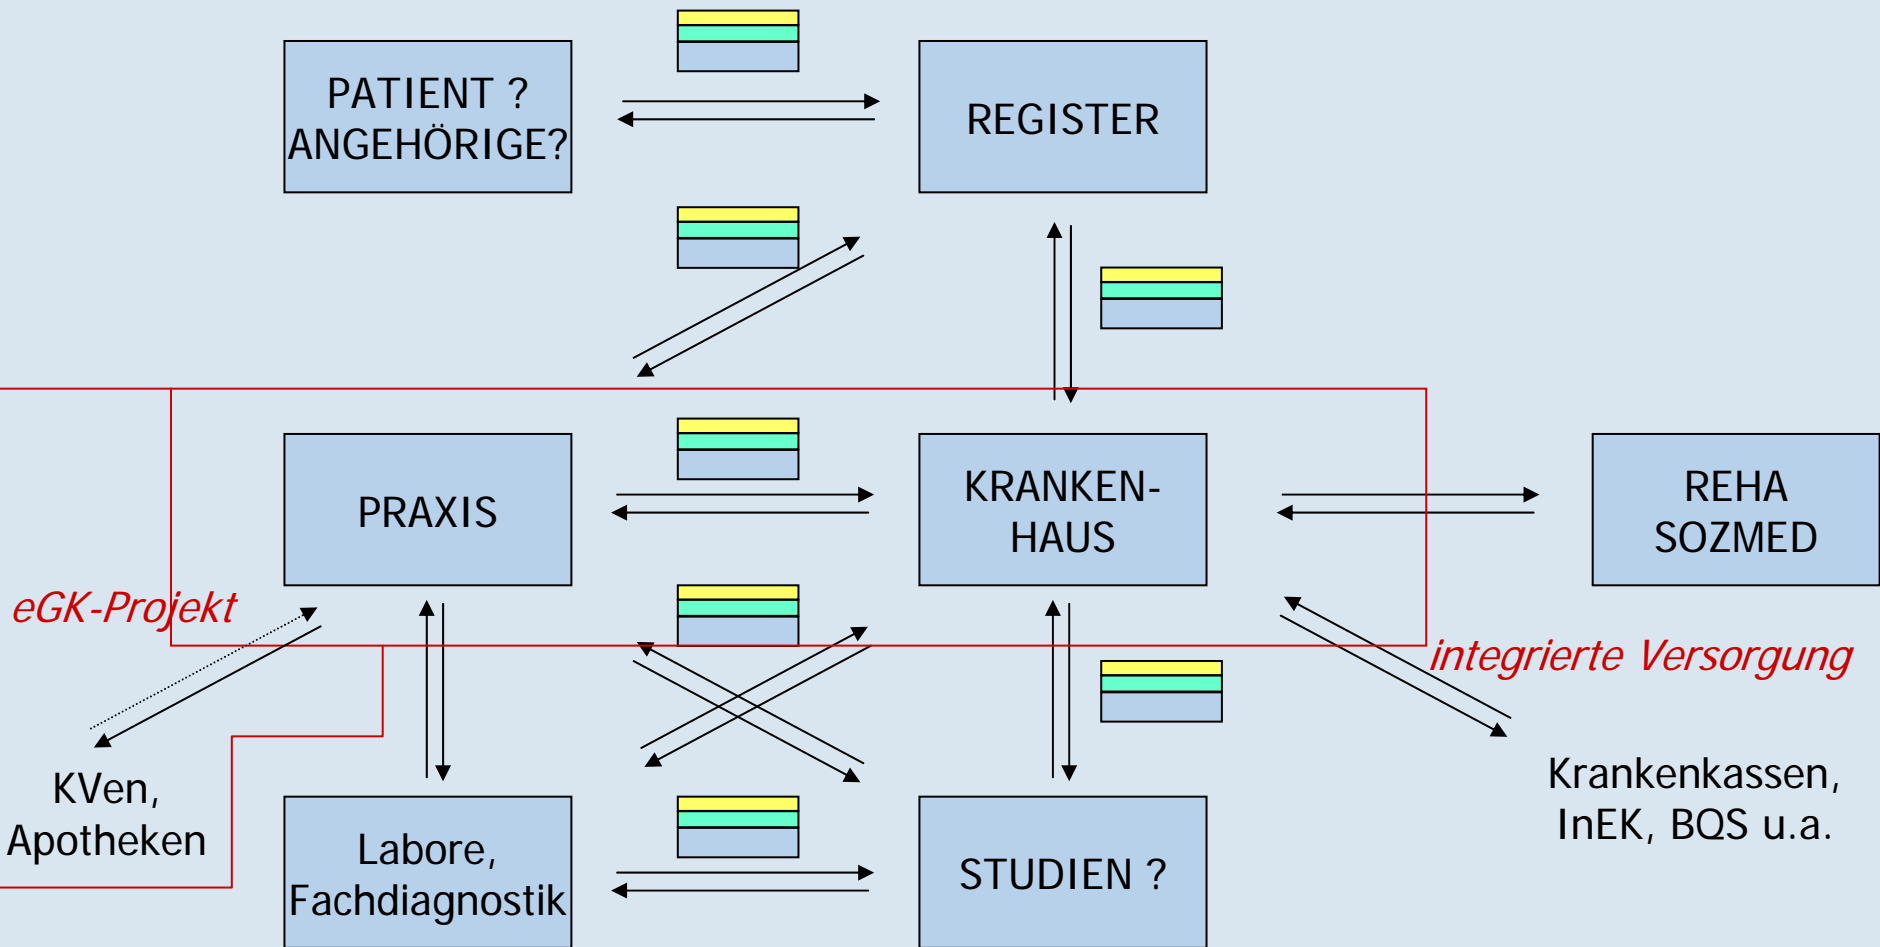 PATIENT ?
ANGEHÖRIGE?
REGISTER
PRAXIS
KRANKEN-
HAUS
REHA
SOZMED
eGK-Projekt
integrierte Versorgung
KVen,
Apotheken
Labore,
Fachdiagnostik
STUDIEN ?
Krankenkassen,
InEK, BQS u.a.